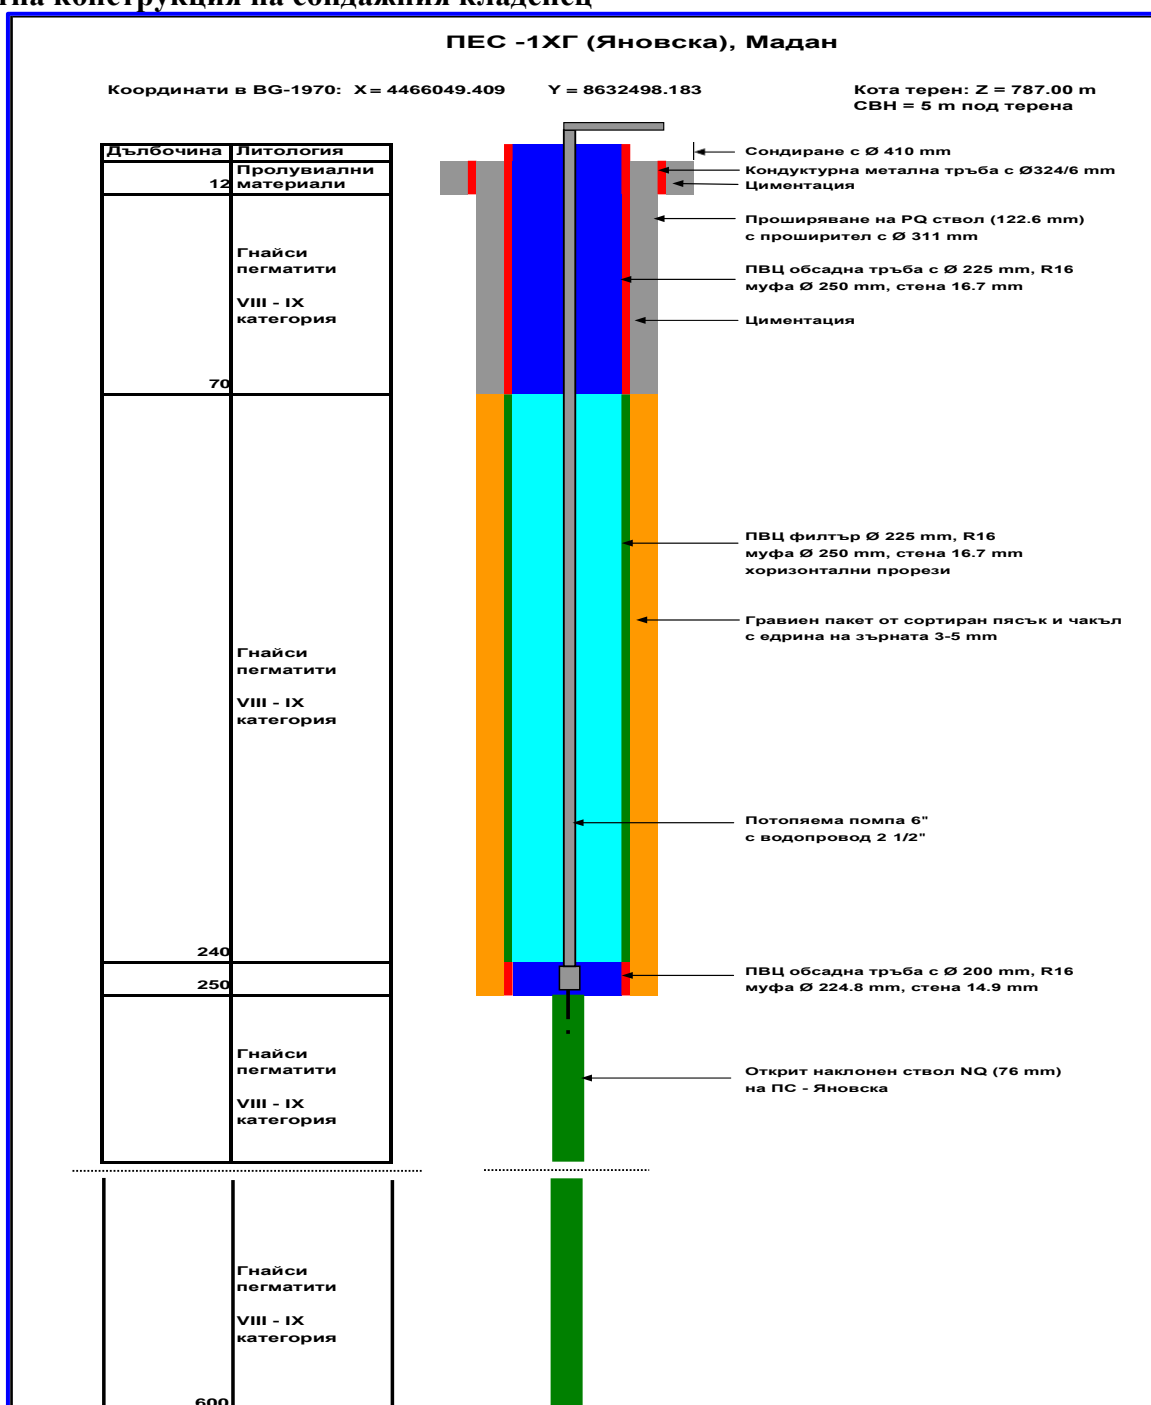 конструкция на сондажния кладенец
ПЕС -1ХГ (Яновска), Мадан
Координати в BG-1970: X = 4466049.409 Y = 8632498.183
Кота терен: Z = 787.00 m
СВН = 5 m под терена
Дълбочина Литология
Пролувиални
12 материали
Гнайси
пегматити
VIII - IX
категория
70
Гнайси
пегматити
VIII - IX
категория
240
250
Гнайси
пегматити
VIII - IX
категория
Гнайси
пегматити
VIII - IX
категория
600
Сондиране с Ø 410 mm
Кондуктурна метална тръба с Ø324/6 mm
Циментация
Проширяване на PQ ствол (122.6 mm)
с проширител с Ø 311 mm
ПВЦ обсадна тръба с Ø 225 mm, R16
муфа Ø 250 mm, стена 16.7 mm
Циментация
ПВЦ филтър Ø 225 mm, R16
муфа Ø 250 mm, стена 16.7 mm
хоризонтални прорези
Гравиен пакет от сортиран пясък и чакъл
с едрина на зърната 3-5 mm
Потопяема помпа 6"
с водопровод 2 1/2"
ПВЦ обсадна тръба с Ø 200 mm, R16
муфа Ø 224.8 mm, стена 14.9 mm
Открит наклонен ствол NQ (76 mm)
на ПС - Яновска